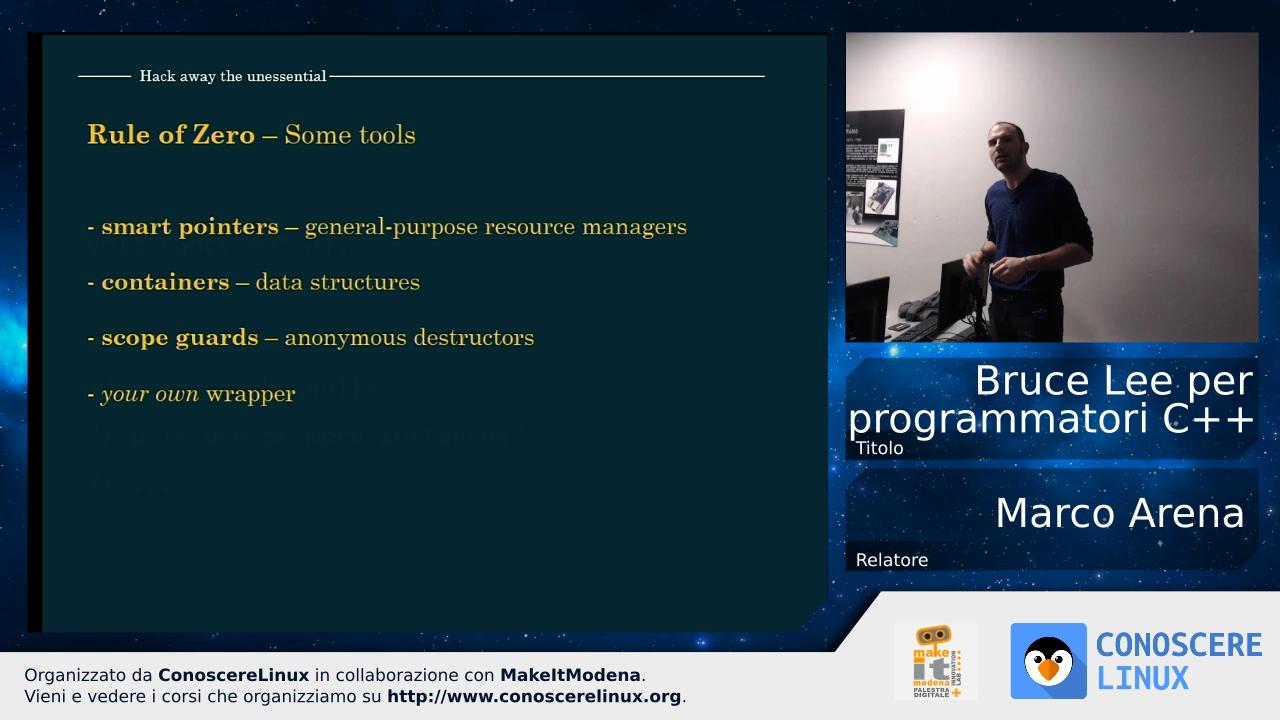 Hack away the unessential
Rule of Zero – Some tools
- smart pointers – general-purpose resource managers
- containers – data structures
- scope guards – anonymous destructors
- your own wrapper
Bruce Lee per
programmatori C++
Titolo
Marco Arena
Relatore
make
it
modena
PALESTRA
DIGITALE
INNOVATION
LAB
CONOSCERE
LINUX
Organizzato da ConoscereLinux in collaborazione con MakeItModena.
Vieni e vedere i corsi che organizziamo su http://www.conoscerelinux.org.